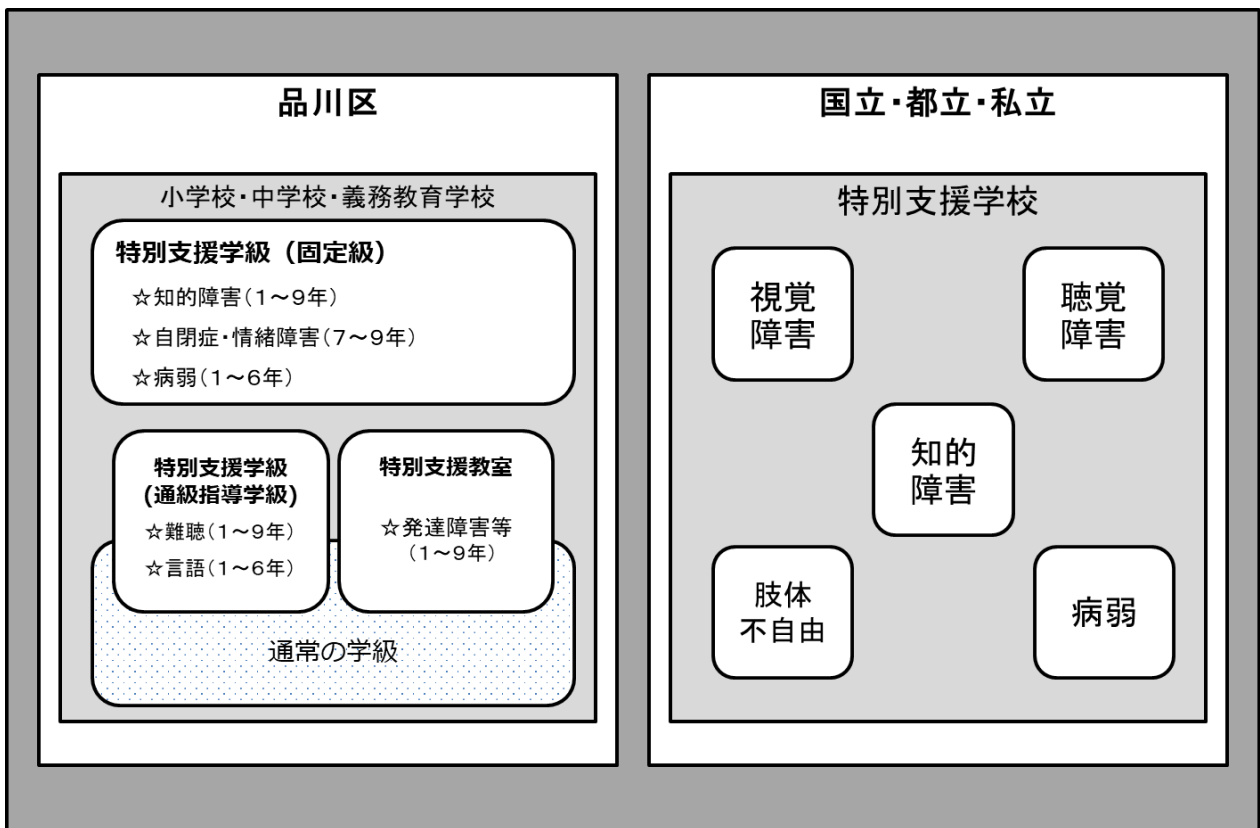 品川区
小学校・中学校・義務教育学校
特別支援学級（固定級）
☆知的障害（1～9年）
☆自閉症・情緒障害（7～9年）
☆病弱（1～6年）
特別支援学級
(通級指導学級)
☆難聴（1～9年）
☆言語（1～6年）
特別支援教室
☆発達障害等
（1～9年）
通常の学級
国立・都立・私立
特別支援学校
視覚
障害
聴覚
障害
知的
障害
肢体
不自由
病弱